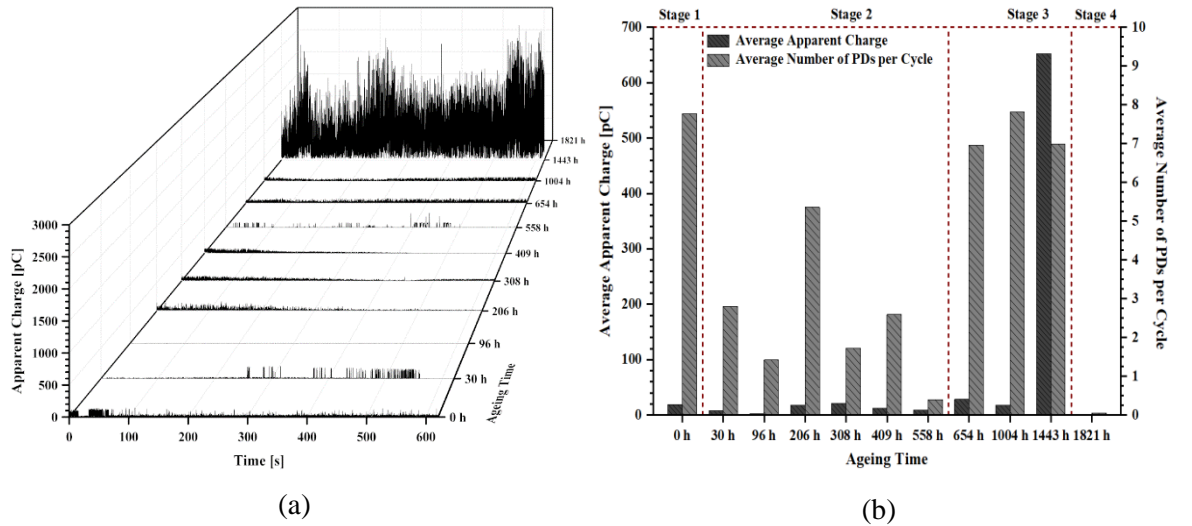 3000
2500
2000
1500
1000
500
0
Apparent Charge [pC]
0 100 200 300 400 500 600
Time [s]
0 h
30 h
96 h
206 h
308 h
409 h
558 h
654 h
1004 h
1443 h
1821 h
Ageing Time
(a)
Stage 1 Stage 2 Stage 3 Stage 4
Average Apparent Charge
Average Number of PDs per Cycle
700
600
500
400
300
200
100
0
Average Apparent Charge [pC]
10
9
8
7
6
5
4
3
2
1
0
Average Number of PDs per Cycle
0 h 30 h 96 h 206 h 308 h 409 h 558 h 654 h 1004 h 1443 h 1821 h
Ageing Time
(b)